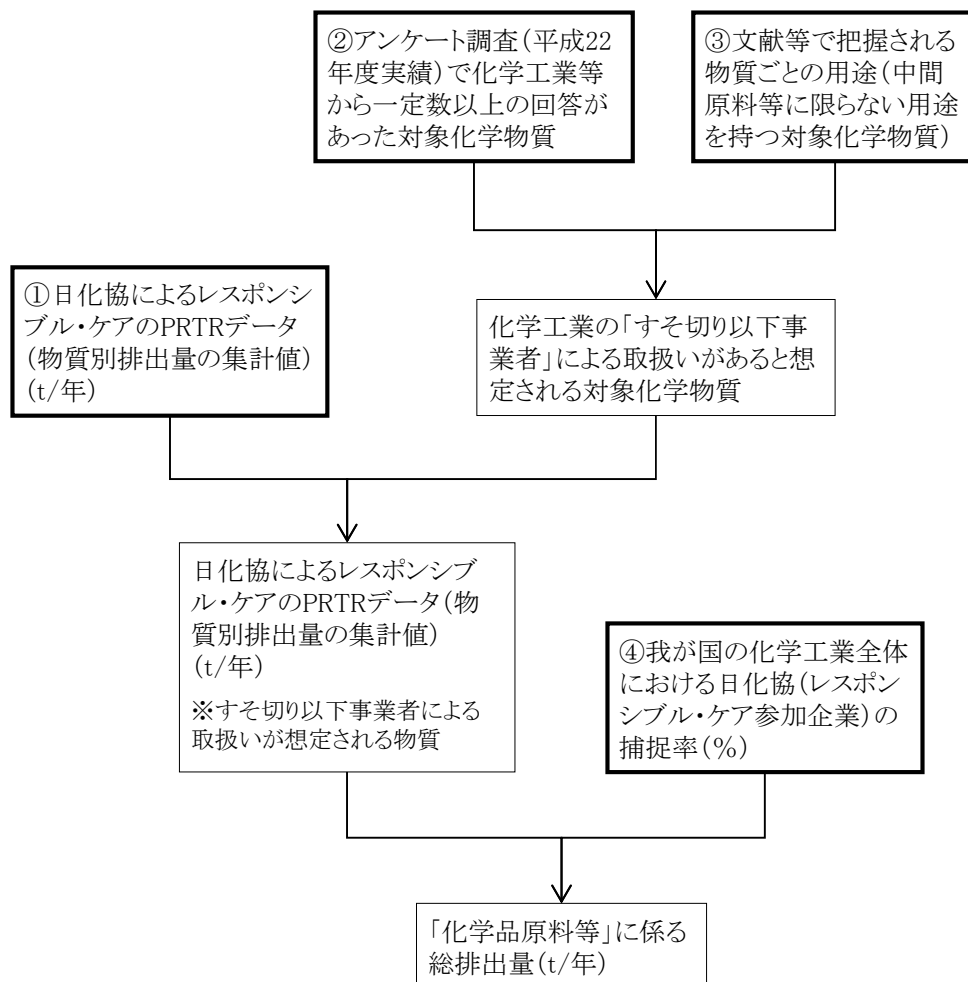 ②アンケート調査(平成22
年度実績)で化学工業等
から一定数以上の回答が
あった対象化学物質
③文献等で把握される
物質ごとの用途(中間
原料等に限らない用途
を持つ対象化学物質)
①日化協によるレスポンシ
ブル・ケアのPRTRデータ
(物質別排出量の集計値)
(t/年)
化学工業の「すそ切り以下事
業者」による取扱いがあると想
定される対象化学物質
日化協によるレスポンシブ
ル・ケアのPRTRデータ(物
質別排出量の集計値)
(t/年)
※すそ切り以下事業者による
取扱いが想定される物質
④我が国の化学工業全体
における日化協(レスポン
シブル・ケア参加企業)の
捕捉率(%)
「化学品原料等」に係る
総排出量(t/年)